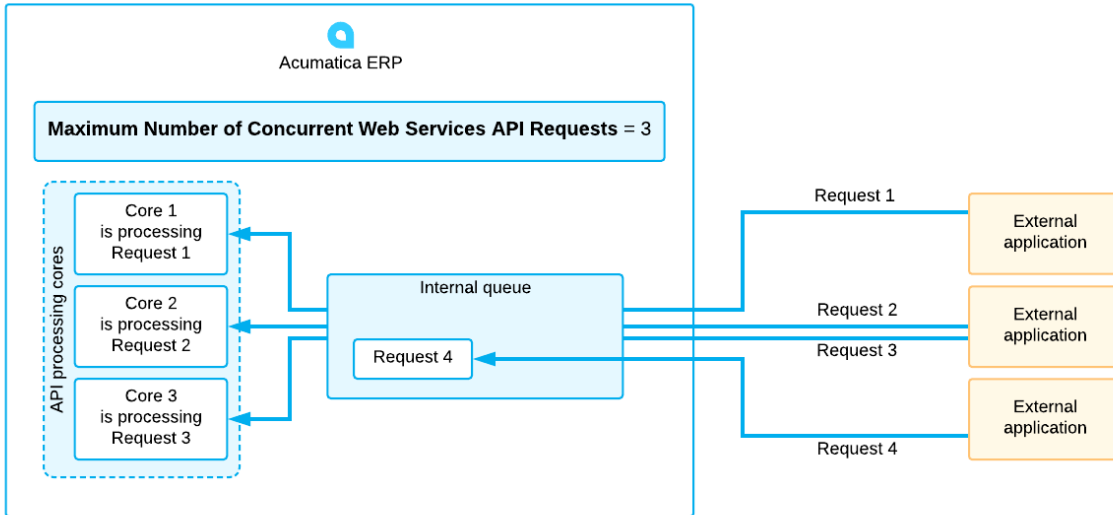 Acumatica ERP
Maximum Number of Concurrent Web Services API Requests = 3
API processing cores
Core 1
is processing
Request 1
Core 2
is processing
Request 2
Core 3
is processing
Request 3
Internal queue
Request 4
Request 1
Request 2
Request 3
Request 4
External
application
External
application
External
application